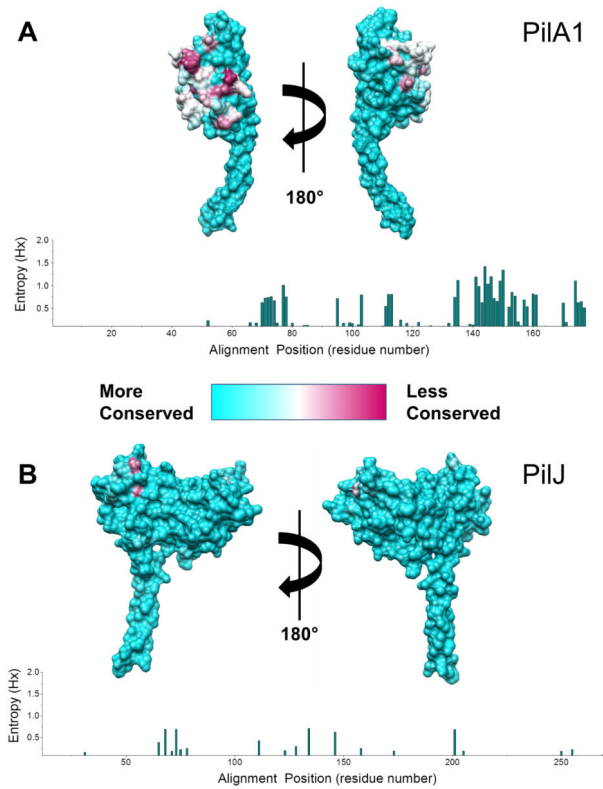 A PilA1
180°
2.0
1.5
1.0
0.5
Entropy (Hx)
20 40 60 80 100 120 140 160
Alignment Position (residue number)
More
Conserved
Less
Conserved
B PilJ
180°
2.0
1.5
1.0
0.5
Entropy (Hx)
50 100 150 200 250
Alignment Position (residue number)